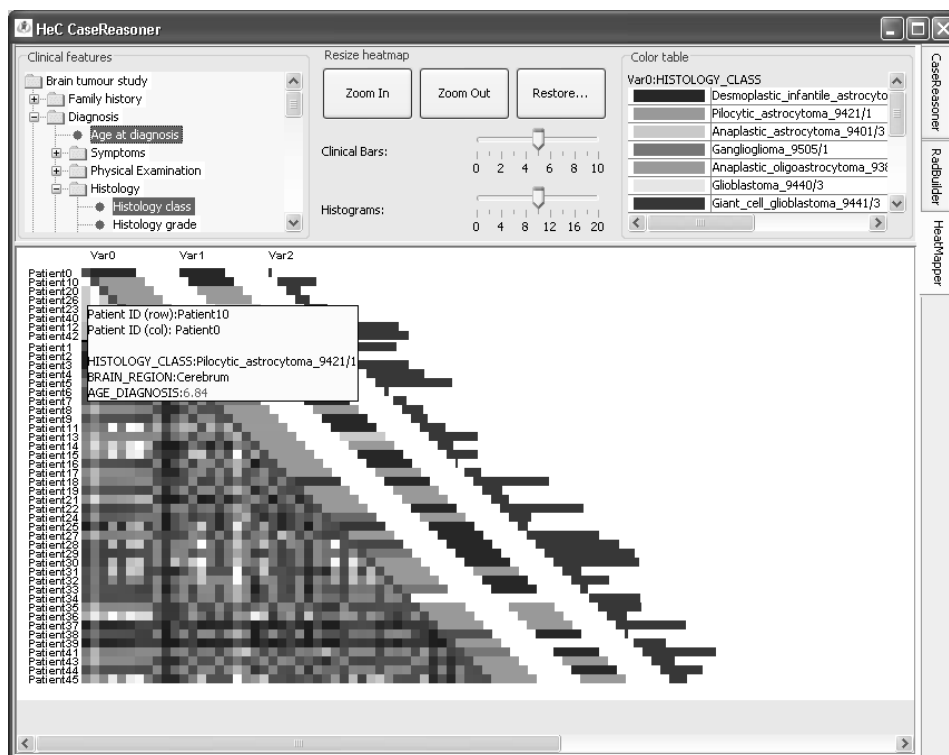 HeC CaseReasoner
Clinical features
Brain tumour study
Family history
Diagnosis
Age at diagnosis
Symptoms
Physical Examination
Histology
Histology class
Histology grade
Resize heatmap
Zoom In Zoom Out Restore...
Clinical Bars:
0 2 4 6 8 10
Histograms:
0 4 8 12 16 20
Color table
Var0:HISTOLOGY_CLASS
Desmoplastic_infantile_astrocyto
Pilocytic_astrocytoma_9421/1
Anaplastic_astrocytoma_9401/3
Ganglioglioma_9505/1
Anaplastic_oligoastrocytoma_938
Glioblastoma_9440/3
Giant_cell_glioblastoma_9441/3
CaseReasoner
RadBuilder
HeatMapper
Var0 Var1 Var2
Patient0
Patient10
Patient20
Patient26
Patient23
Patient40
Patient12
Patient42
Patient1
Patient2
Patient3
Patient4
Patient5
Patient6
Patient7
Patient8
Patient9
Patient11
Patient13
Patient14
Patient15
Patient16
Patient17
Patient18
Patient19
Patient21
Patient22
Patient24
Patient25
Patient27
Patient28
Patient29
Patient30
Patient31
Patient32
Patient33
Patient34
Patient35
Patient36
Patient37
Patient38
Patient39
Patient41
Patient43
Patient44
Patient45
Patient ID (row):Patient10
Patient ID (col): Patient0
HISTOLOGY_CLASS:Pilocytic_astrocytoma_9421/1
BRAIN_REGION:Cerebrum
AGE_DIAGNOSIS:6.84